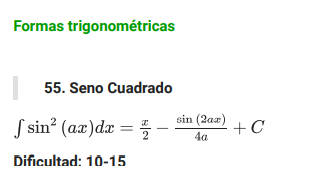 Formas trigonométricas
55. Seno Cuadrado
∫ sin² (ax)dx = x/2 − sin (2ax)/4a + C
Dificultad: 10-15